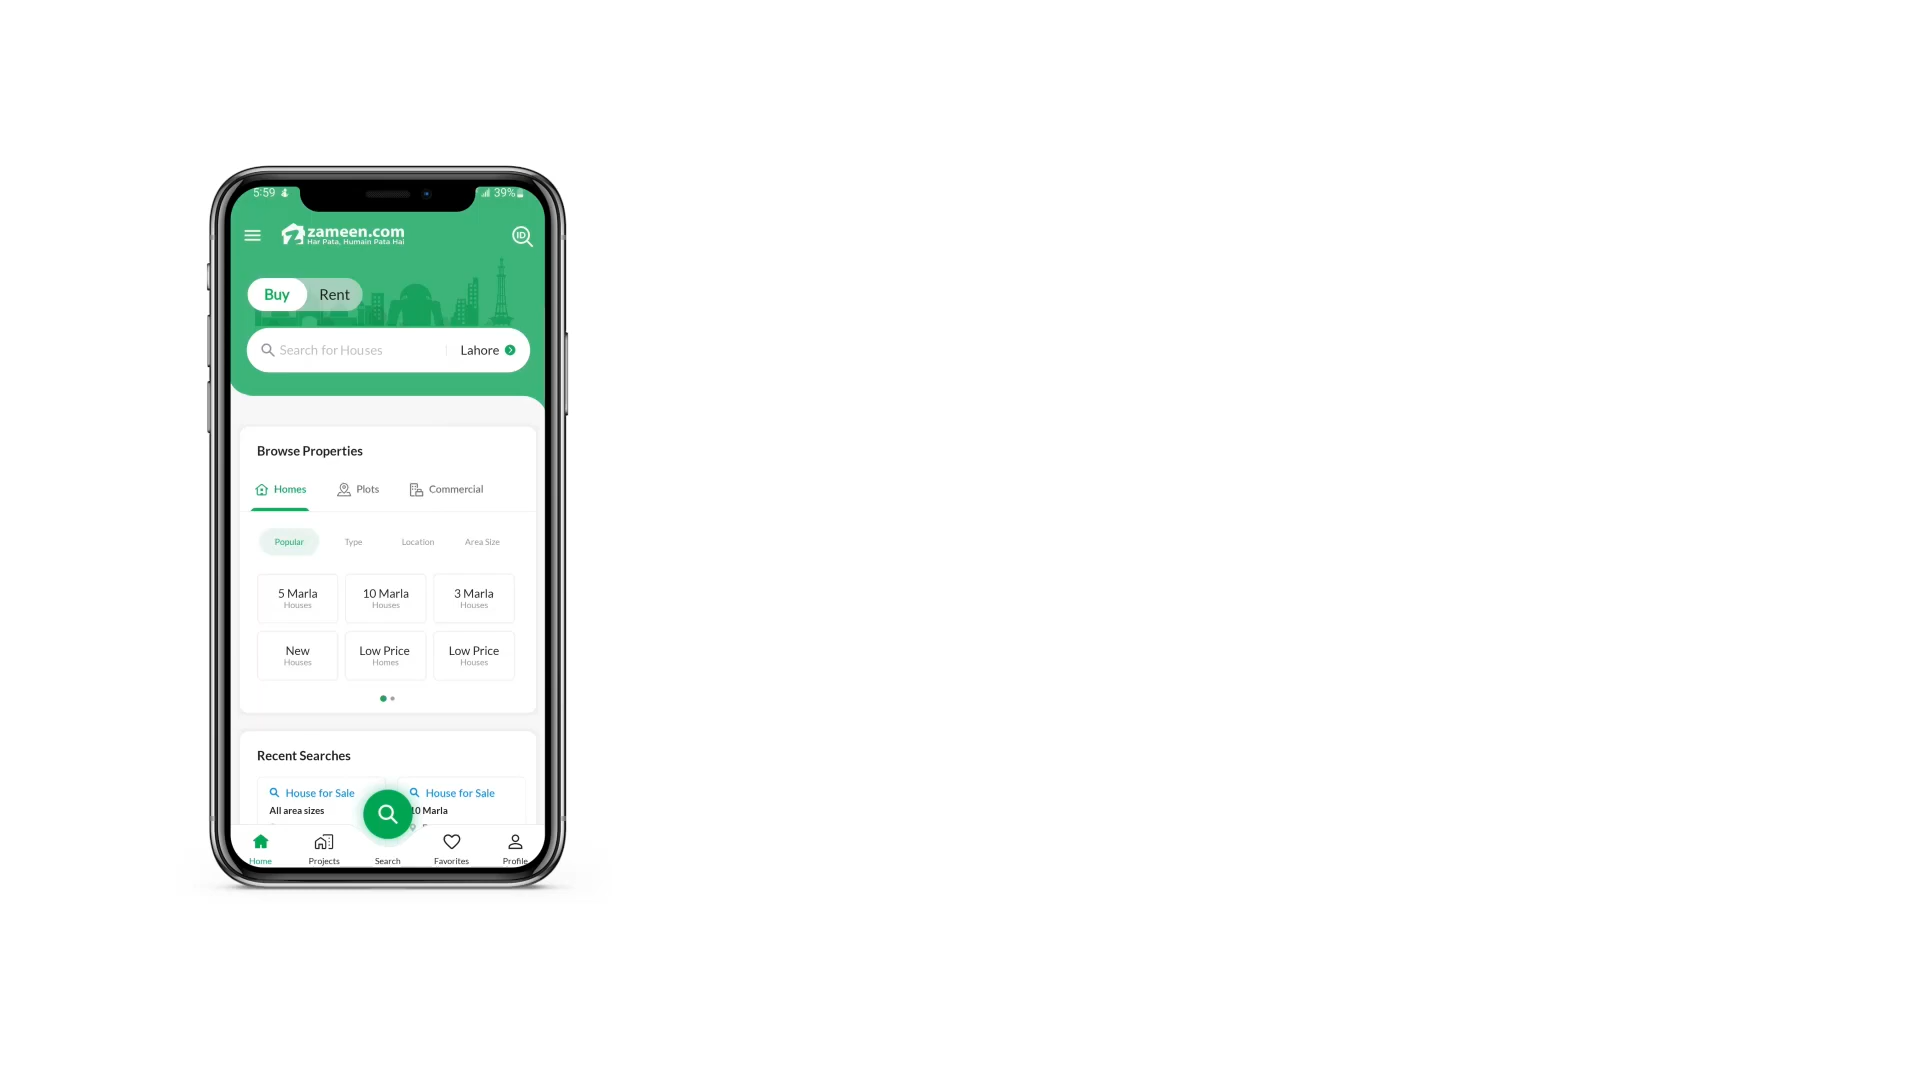 5:59
39%
zameen.com
Har Pata, Humain Pata Hai
ID
Buy Rent
Search for Houses Lahore
Browse Properties
Homes Plots Commercial
Popular Type Location Area Size
5 Marla 10 Marla 3 Marla
Houses Houses Houses
New Low Price Low Price
Houses Homes Houses
Recent Searches
House for Sale House for Sale
All area sizes 10 Marla
Home Projects Search Favorites Profile